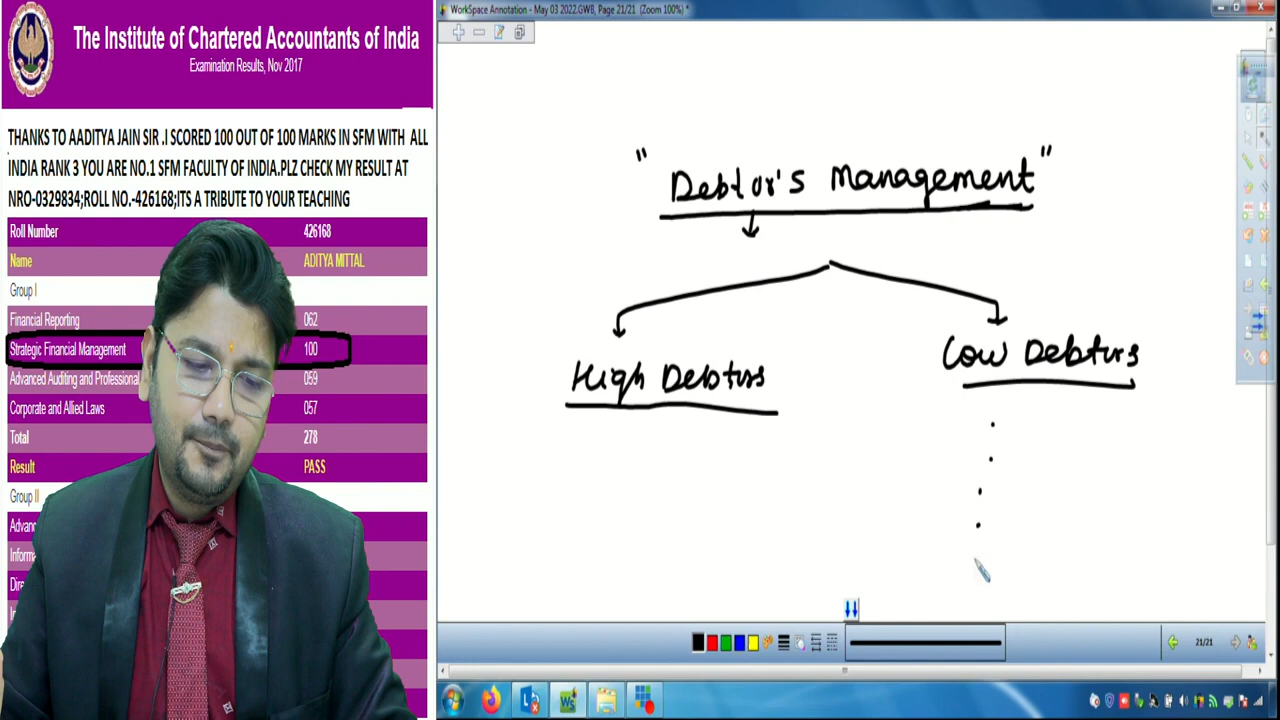 The Institute of Chartered Accountants of India
Examination Results, Nov 2017
THANKS TO AADITYA JAIN SIR .I SCORED 100 OUT OF 100 MARKS IN SFM WITH ALL
INDIA RANK 3 YOU ARE NO.1 SFM FACULTY OF INDIA.PLZ CHECK MY RESULT AT
NRO-0329834;ROLL NO.-426168;ITS A TRIBUTE TO YOUR TEACHING
Roll Number 426168
Name ADITYA MITTAL
Group I
Financial Reporting 062
Strategic Financial Management 100
Advanced Auditing and Professional 059
Corporate and Allied Laws 057
Total 278
Result PASS
Group II
Advanc
Informa
WorkSpace Annotation - May 03 2022.GWB, Page 21/21 (Zoom 100%) *
" Debtor's Management "
High Debtors
Low Debtors
21/21